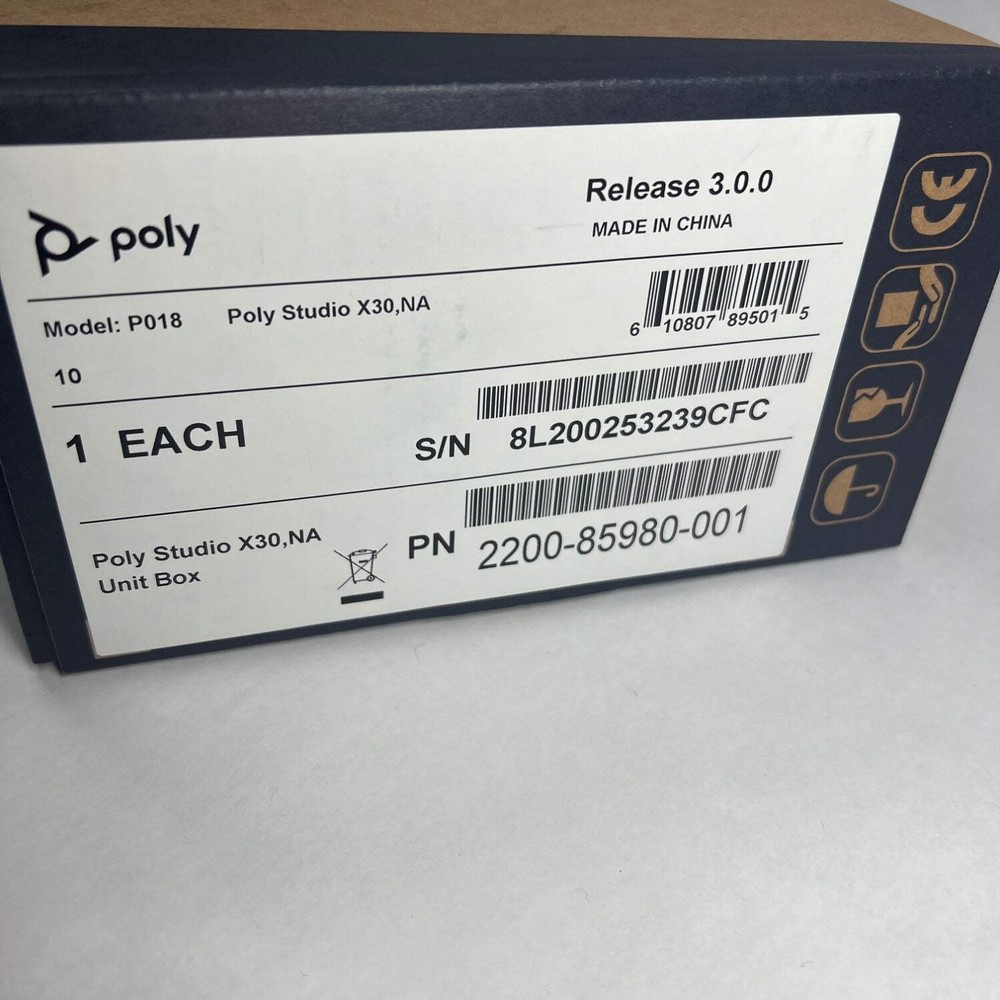 poly
Release 3.0.0
MADE IN CHINA
Model: P018 Poly Studio X30,NA
6 10807 89501 5
10
1 EACH
S/N 8L200253239CFC
Poly Studio X30,NA
Unit Box
PN 2200-85980-001
CE